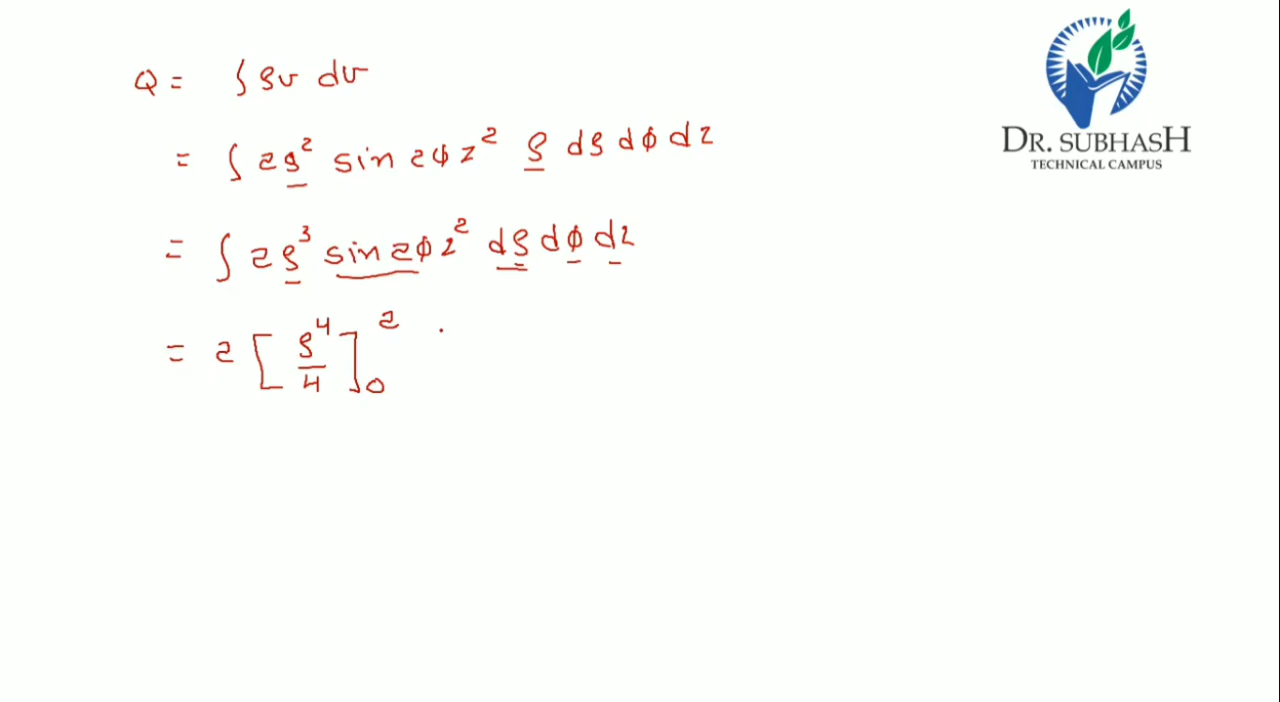 Q = ∫ ρv dv
= ∫ 2ρ² sin 2φ z² ρ dρ dφ dz
= ∫ 2ρ³ sin 2φ z² dρ dφ dz
= 2 [ρ⁴/4]₀²
DR. SUBHASH
TECHNICAL CAMPUS